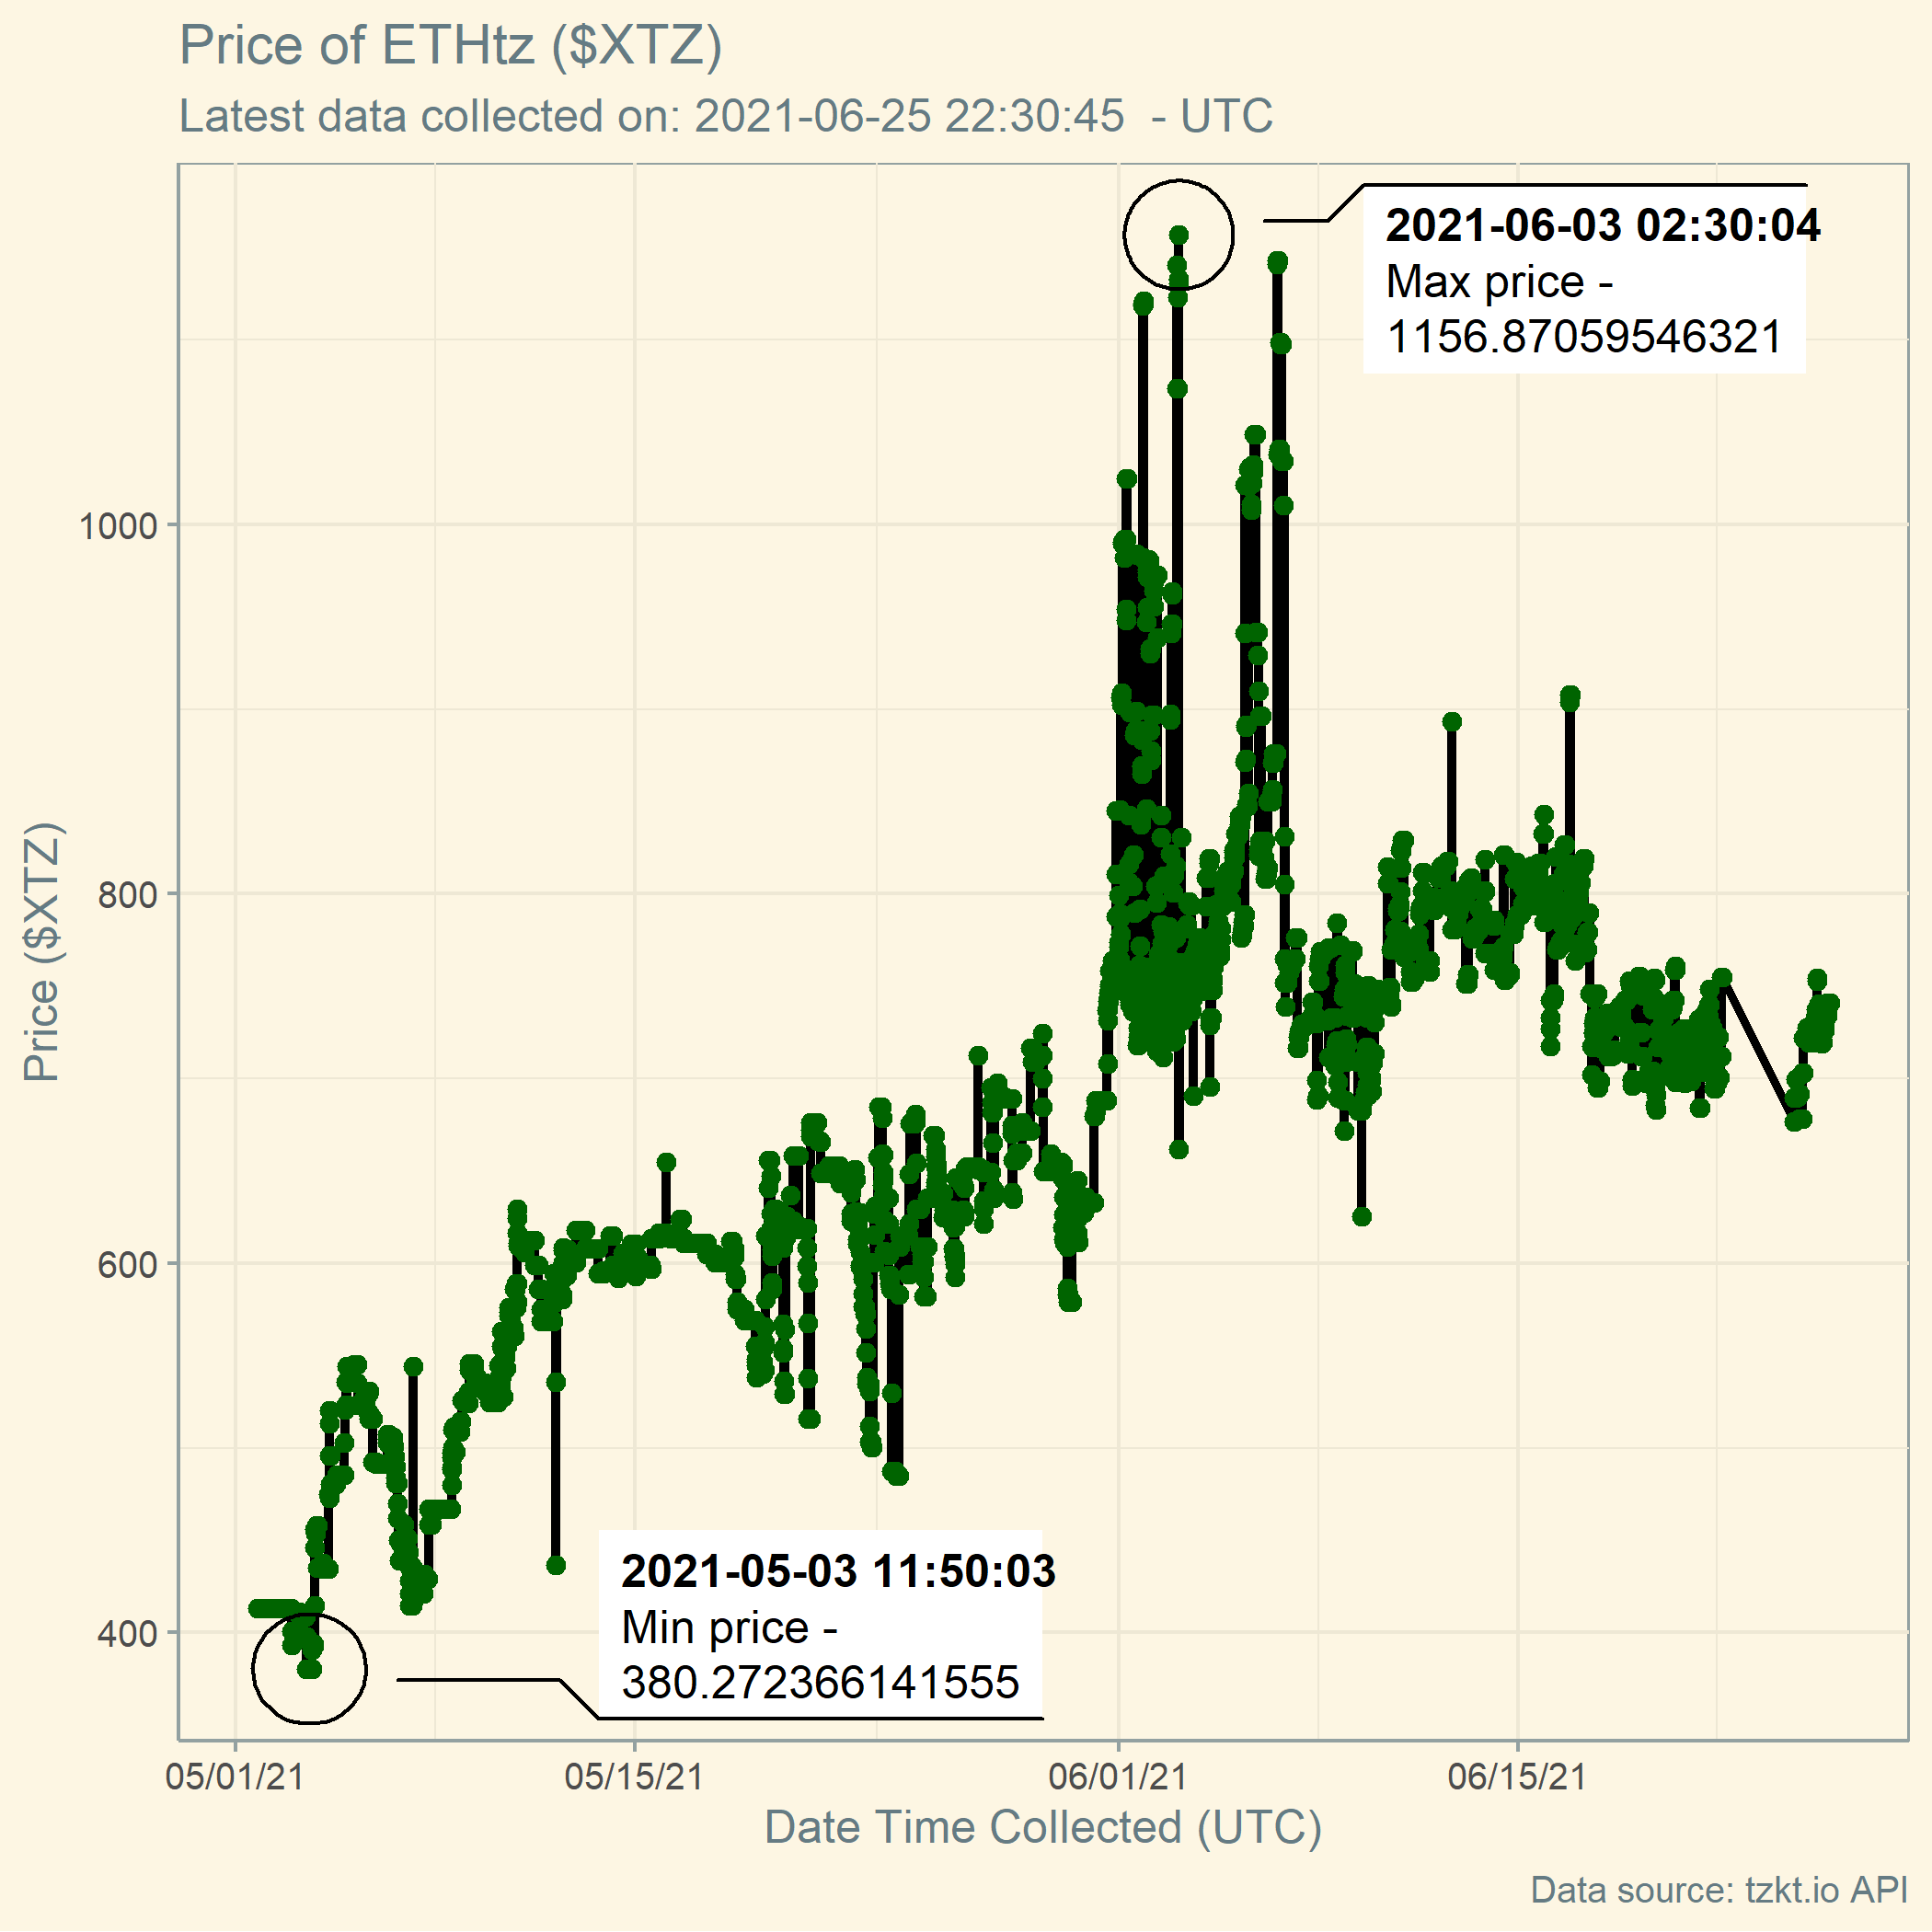 Price of ETHtz ($XTZ)
Latest data collected on: 2021-06-25 22:30:45  - UTC
2021-06-03 02:30:04
Max price -
1156.87059546321
1000
800
600
400
Price ($XTZ)
2021-05-03 11:50:03
Min price -
380.272366141555
05/01/21
05/15/21
06/01/21
06/15/21
Date Time Collected (UTC)
Data source: tzkt.io API